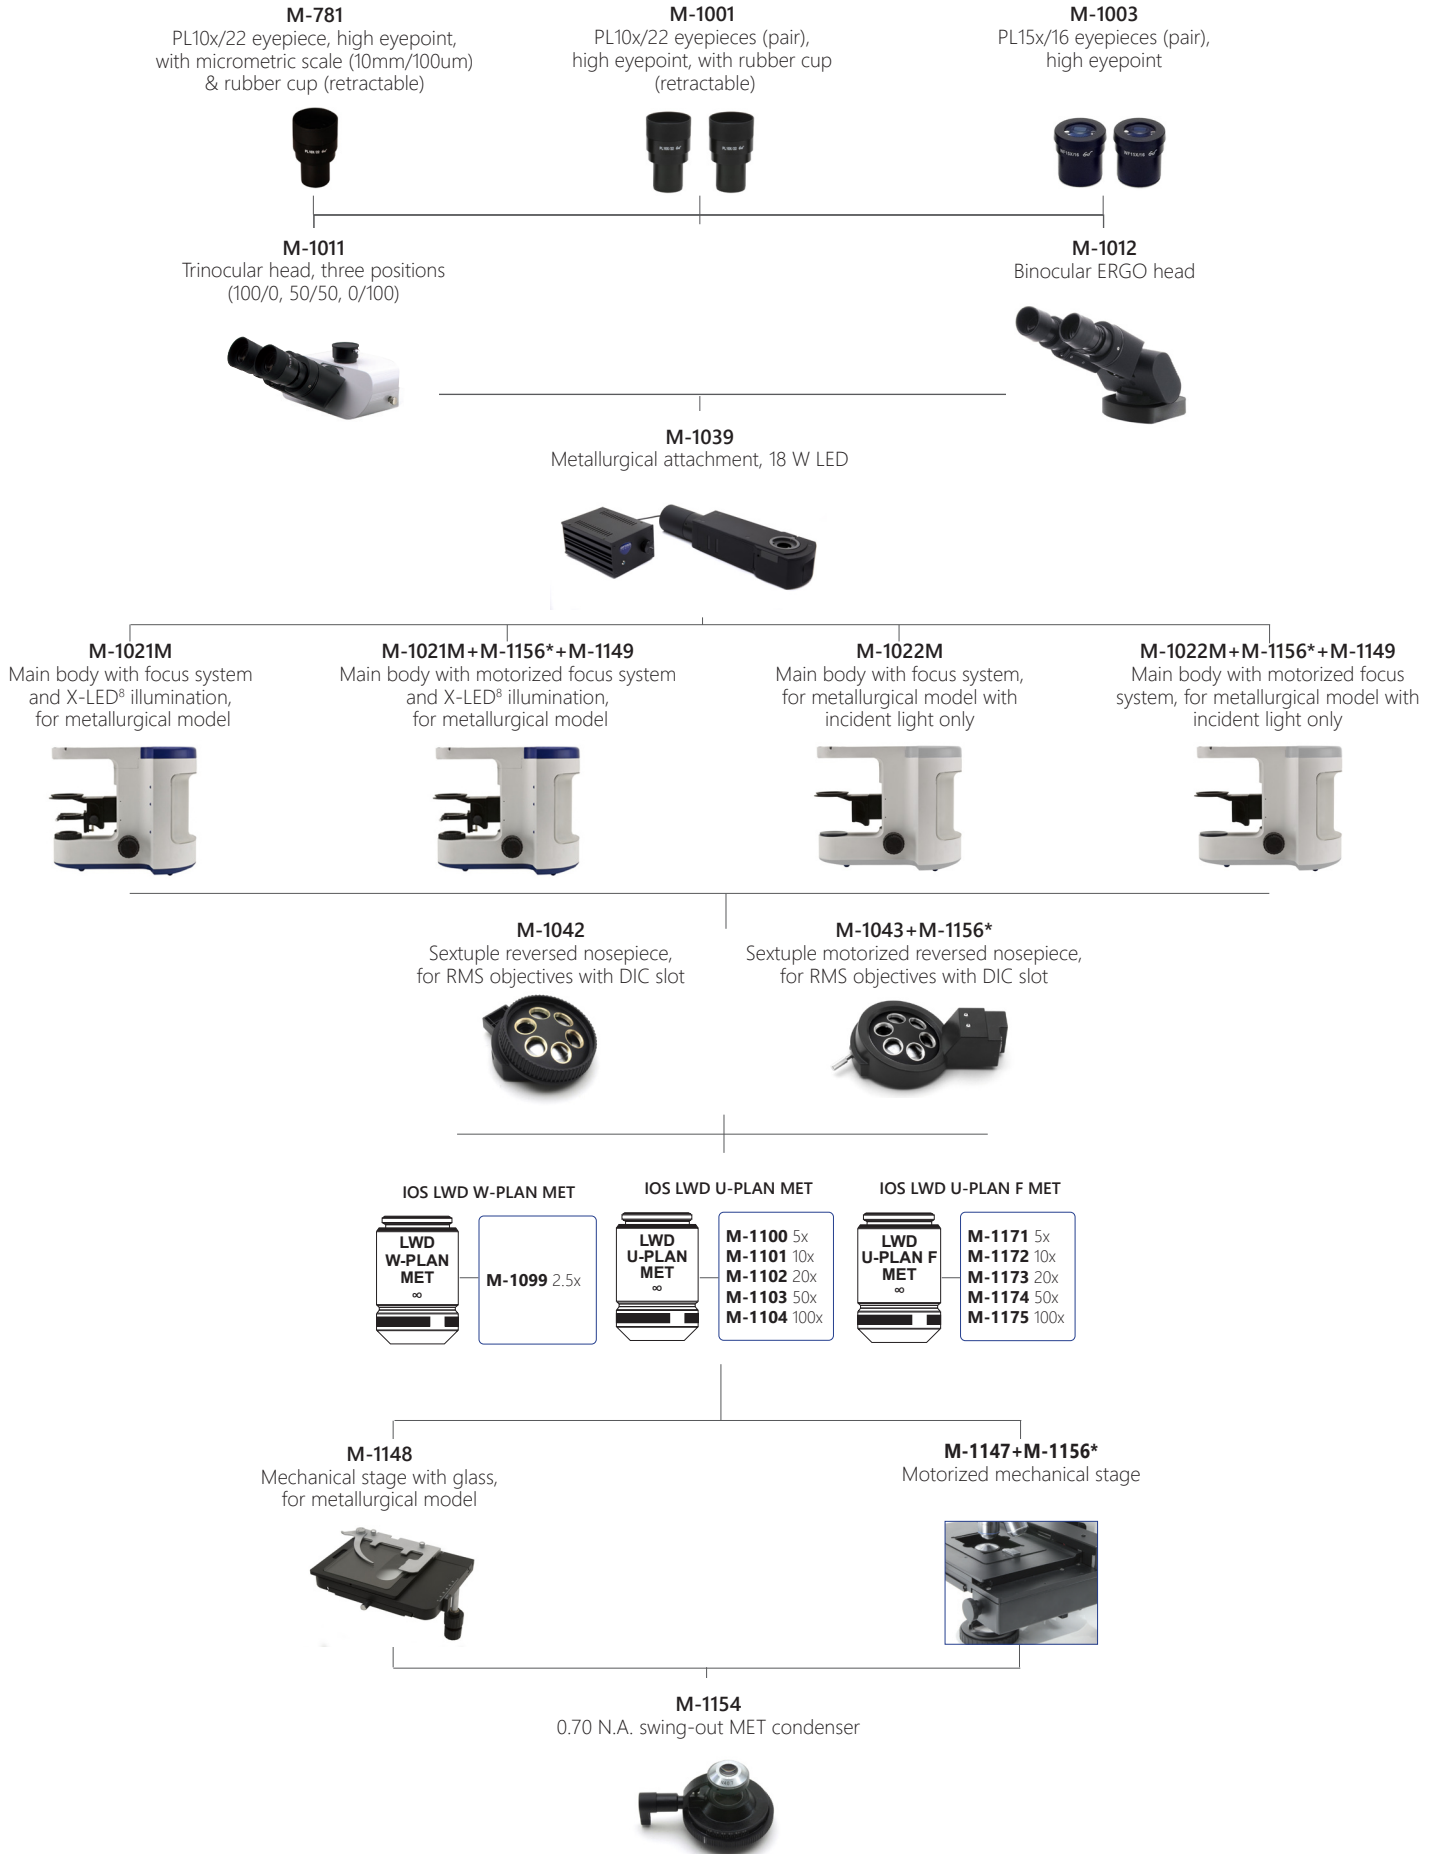 M-781
PL10x/22 eyepiece, high eyepoint,
with micrometric scale (10mm/100um)
& rubber cup (retractable)
M-1001
PL10x/22 eyepieces (pair),
high eyepoint, with rubber cup
(retractable)
M-1003
PL15x/16 eyepieces (pair),
high eyepoint
M-1011
Trinocular head, three positions
(100/0, 50/50, 0/100)
M-1012
Binocular ERGO head
M-1039
Metallurgical attachment, 18 W LED
M-1021M
Main body with focus system
and X-LED⁸ illumination,
for metallurgical model
M-1021M+M-1156*+M-1149
Main body with motorized focus system
and X-LED⁸ illumination,
for metallurgical model
M-1022M
Main body with focus system,
for metallurgical model with
incident light only
M-1022M+M-1156*+M-1149
Main body with motorized focus
system, for metallurgical model with
incident light only
M-1042
Sextuple reversed nosepiece,
for RMS objectives with DIC slot
M-1043+M-1156*
Sextuple motorized reversed nosepiece,
for RMS objectives with DIC slot
IOS LWD W-PLAN MET
LWD
W-PLAN
MET
∞
M-1099 2.5x
IOS LWD U-PLAN MET
LWD
U-PLAN
MET
∞
M-1100 5x
M-1101 10x
M-1102 20x
M-1103 50x
M-1104 100x
IOS LWD U-PLAN F MET
LWD
U-PLAN F
MET
∞
M-1171 5x
M-1172 10x
M-1173 20x
M-1174 50x
M-1175 100x
M-1148
Mechanical stage with glass,
for metallurgical model
M-1147+M-1156*
Motorized mechanical stage
M-1154
0.70 N.A. swing-out MET condenser